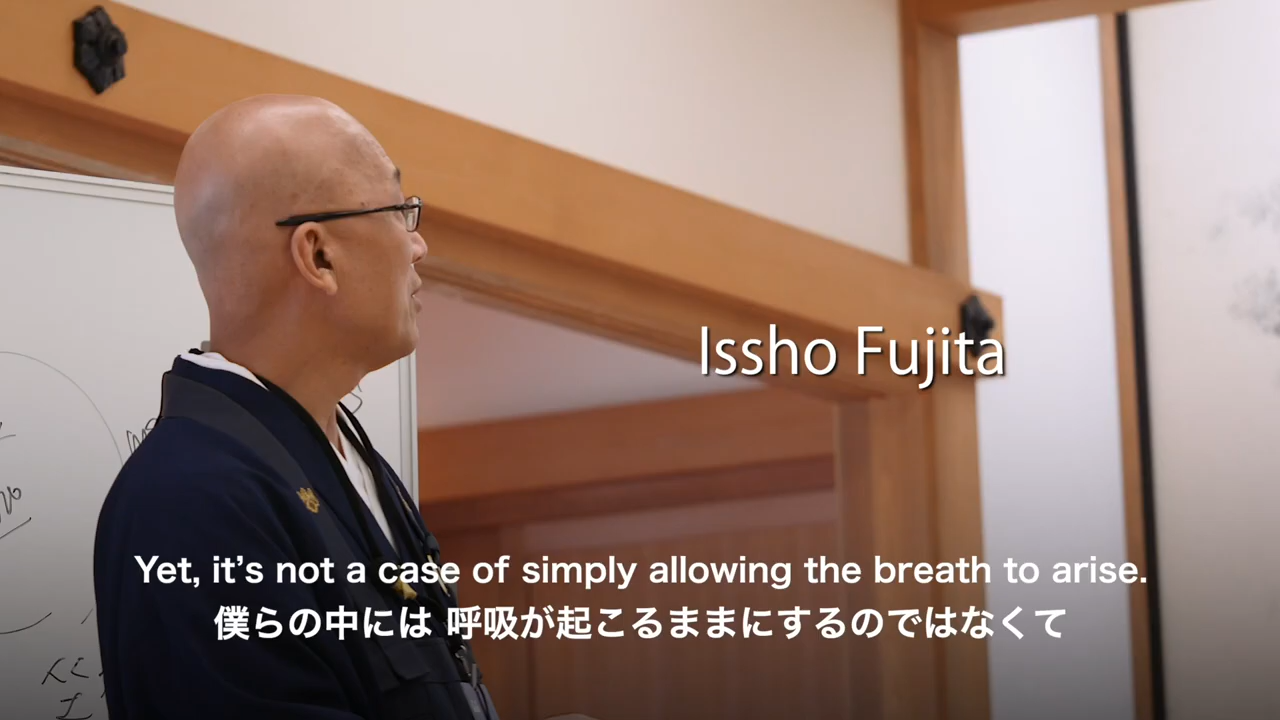 Issho Fujita
Yet, it's not a case of simply allowing the breath to arise.
僕らの中には 呼吸が起こるままにするのではなくて